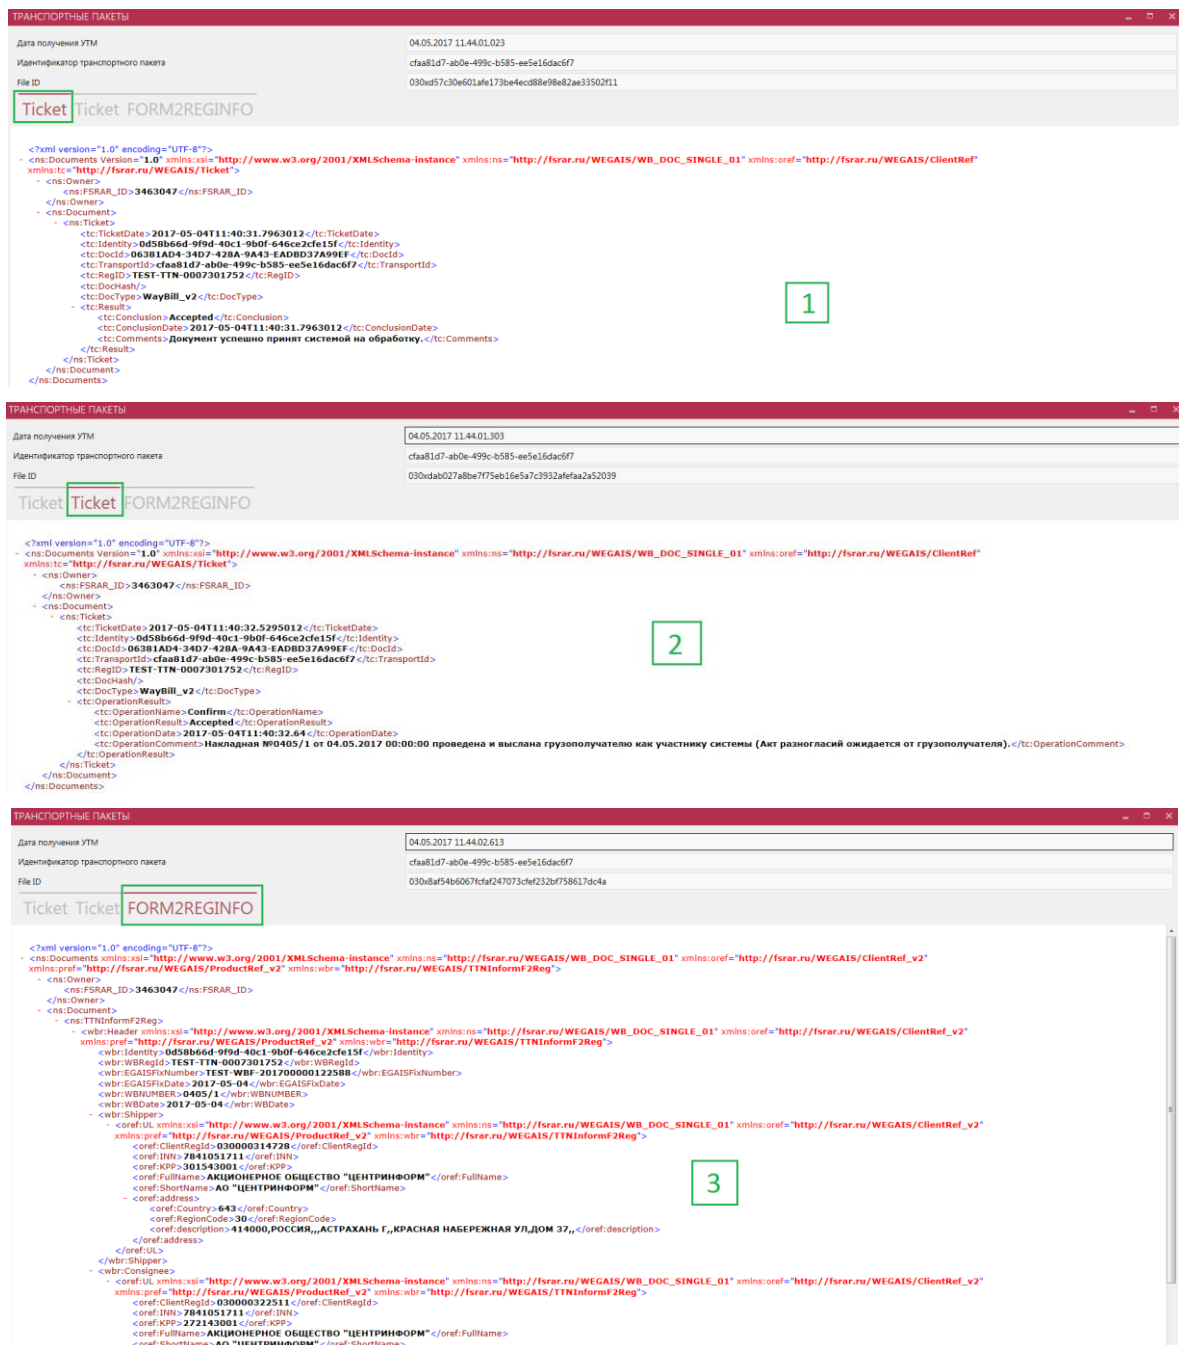 ТРАНСПОРТНЫЕ ПАКЕТЫ
Дата получения УТМ 04.05.2017 11.44.01.023
Идентификатор транспортного пакета cfaa81d7-ab0e-499c-b585-ee5e16dac6f7
File ID 030xd57c30e601afe173be4ecd88e98e82ae33502f11
Ticket Ticket FORM2REGINFO
<?xml version="1.0" encoding="UTF-8"?>
- <ns:Documents Version="1.0" xmlns:xsi="http://www.w3.org/2001/XMLSchema-instance" xmlns:ns="http://fsrar.ru/WEGAIS/WB_DOC_SINGLE_01" xmlns:oref="http://fsrar.ru/WEGAIS/ClientRef"
xmlns:tc="http://fsrar.ru/WEGAIS/Ticket">
- <ns:Owner>
<ns:FSRAR_ID>3463047</ns:FSRAR_ID>
</ns:Owner>
- <ns:Document>
- <ns:Ticket>
<tc:TicketDate>2017-05-04T11:40:31.7963012</tc:TicketDate>
<tc:Identity>0d58b66d-9f9d-40c1-9b0f-646ce2cfe15f</tc:Identity>
<tc:DocId>06381AD4-34D7-428A-9A43-EADBD37A99EF</tc:DocId>
<tc:TransportId>cfaa81d7-ab0e-499c-b585-ee5e16dac6f7</tc:TransportId>
<tc:RegID>TEST-TTN-0007301752</tc:RegID>
<tc:DocHash/>
<tc:DocType>WayBill_v2</tc:DocType>
- <tc:Result>
<tc:Conclusion>Accepted</tc:Conclusion>
<tc:ConclusionDate>2017-05-04T11:40:31.7963012</tc:ConclusionDate>
<tc:Comments>Документ успешно принят системой на обработку.</tc:Comments>
</tc:Result>
</ns:Ticket>
</ns:Document>
</ns:Documents>
1
ТРАНСПОРТНЫЕ ПАКЕТЫ
Дата получения УТМ 04.05.2017 11.44.01.303
Идентификатор транспортного пакета cfaa81d7-ab0e-499c-b585-ee5e16dac6f7
File ID 030xdab027a8be7f75eb16e5a7c3932afefaa2a52039
Ticket Ticket FORM2REGINFO
<?xml version="1.0" encoding="UTF-8"?>
- <ns:Documents Version="1.0" xmlns:xsi="http://www.w3.org/2001/XMLSchema-instance" xmlns:ns="http://fsrar.ru/WEGAIS/WB_DOC_SINGLE_01" xmlns:oref="http://fsrar.ru/WEGAIS/ClientRef"
xmlns:tc="http://fsrar.ru/WEGAIS/Ticket">
- <ns:Owner>
<ns:FSRAR_ID>3463047</ns:FSRAR_ID>
</ns:Owner>
- <ns:Document>
- <ns:Ticket>
<tc:TicketDate>2017-05-04T11:40:32.5295012</tc:TicketDate>
<tc:Identity>0d58b66d-9f9d-40c1-9b0f-646ce2cfe15f</tc:Identity>
<tc:DocId>06381AD4-34D7-428A-9A43-EADBD37A99EF</tc:DocId>
<tc:TransportId>cfaa81d7-ab0e-499c-b585-ee5e16dac6f7</tc:TransportId>
<tc:RegID>TEST-TTN-0007301752</tc:RegID>
<tc:DocHash/>
<tc:DocType>WayBill_v2</tc:DocType>
- <tc:OperationResult>
<tc:OperationName>Confirm</tc:OperationName>
<tc:OperationResult>Accepted</tc:OperationResult>
<tc:OperationDate>2017-05-04T11:40:32.64</tc:OperationDate>
<tc:OperationComment>Накладная №0405/1 от 04.05.2017 00:00:00 проведена и выслана грузополучателю как участнику системы (Акт разногласий ожидается от грузополучателя).</tc:OperationComment>
</tc:OperationResult>
</ns:Ticket>
</ns:Document>
</ns:Documents>
2
ТРАНСПОРТНЫЕ ПАКЕТЫ
Дата получения УТМ 04.05.2017 11.44.02.613
Идентификатор транспортного пакета cfaa81d7-ab0e-499c-b585-ee5e16dac6f7
File ID 030x8af54b6067fcfaf247073cfef232bf758617dc4a
Ticket Ticket FORM2REGINFO
<?xml version="1.0" encoding="UTF-8"?>
- <ns:Documents xmlns:xsi="http://www.w3.org/2001/XMLSchema-instance" xmlns:ns="http://fsrar.ru/WEGAIS/WB_DOC_SINGLE_01" xmlns:oref="http://fsrar.ru/WEGAIS/ClientRef_v2"
xmlns:pref="http://fsrar.ru/WEGAIS/ProductRef_v2" xmlns:wbr="http://fsrar.ru/WEGAIS/TTNInformF2Reg">
- <ns:Owner>
<ns:FSRAR_ID>3463047</ns:FSRAR_ID>
</ns:Owner>
- <ns:Document>
- <ns:TTNInformF2Reg>
- <wbr:Header xmlns:xsi="http://www.w3.org/2001/XMLSchema-instance" xmlns:ns="http://fsrar.ru/WEGAIS/WB_DOC_SINGLE_01" xmlns:oref="http://fsrar.ru/WEGAIS/ClientRef_v2"
xmlns:pref="http://fsrar.ru/WEGAIS/ProductRef_v2" xmlns:wbr="http://fsrar.ru/WEGAIS/TTNInformF2Reg">
<wbr:Identity>0d58b66d-9f9d-40c1-9b0f-646ce2cfe15f</wbr:Identity>
<wbr:WBRegId>TEST-TTN-0007301752</wbr:WBRegId>
<wbr:EGAISFixNumber>TEST-WBF-201700000122588</wbr:EGAISFixNumber>
<wbr:EGAISFixDate>2017-05-04</wbr:EGAISFixDate>
<wbr:WBNUMBER>0405/1</wbr:WBNUMBER>
<wbr:WBDate>2017-05-04</wbr:WBDate>
- <wbr:Shipper>
- <oref:UL xmlns:xsi="http://www.w3.org/2001/XMLSchema-instance" xmlns:ns="http://fsrar.ru/WEGAIS/WB_DOC_SINGLE_01" xmlns:oref="http://fsrar.ru/WEGAIS/ClientRef_v2"
xmlns:pref="http://fsrar.ru/WEGAIS/ProductRef_v2" xmlns:wbr="http://fsrar.ru/WEGAIS/TTNInformF2Reg">
<oref:ClientRegId>030000314728</oref:ClientRegId>
<oref:INN>7841051711</oref:INN>
<oref:KPP>301543001</oref:KPP>
<oref:FullName>АКЦИОНЕРНОЕ ОБЩЕСТВО "ЦЕНТРИНФОРМ"</oref:FullName>
<oref:ShortName>АО "ЦЕНТРИНФОРМ"</oref:ShortName>
- <oref:address>
<oref:Country>643</oref:Country>
<oref:RegionCode>30</oref:RegionCode>
<oref:description>414000,РОССИЯ,,,АСТРАХАНЬ Г,,КРАСНАЯ НАБЕРЕЖНАЯ УЛ,ДОМ 37,,</oref:description>
</oref:address>
</oref:UL>
</wbr:Shipper>
- <wbr:Consignee>
- <oref:UL xmlns:xsi="http://www.w3.org/2001/XMLSchema-instance" xmlns:ns="http://fsrar.ru/WEGAIS/WB_DOC_SINGLE_01" xmlns:oref="http://fsrar.ru/WEGAIS/ClientRef_v2"
xmlns:pref="http://fsrar.ru/WEGAIS/ProductRef_v2" xmlns:wbr="http://fsrar.ru/WEGAIS/TTNInformF2Reg">
<oref:ClientRegId>030000322511</oref:ClientRegId>
<oref:INN>7841051711</oref:INN>
<oref:KPP>272143001</oref:KPP>
<oref:FullName>АКЦИОНЕРНОЕ ОБЩЕСТВО "ЦЕНТРИНФОРМ"</oref:FullName>
<oref:ShortName>АО "ЦЕНТРИНФОРМ"</oref:ShortName>
3